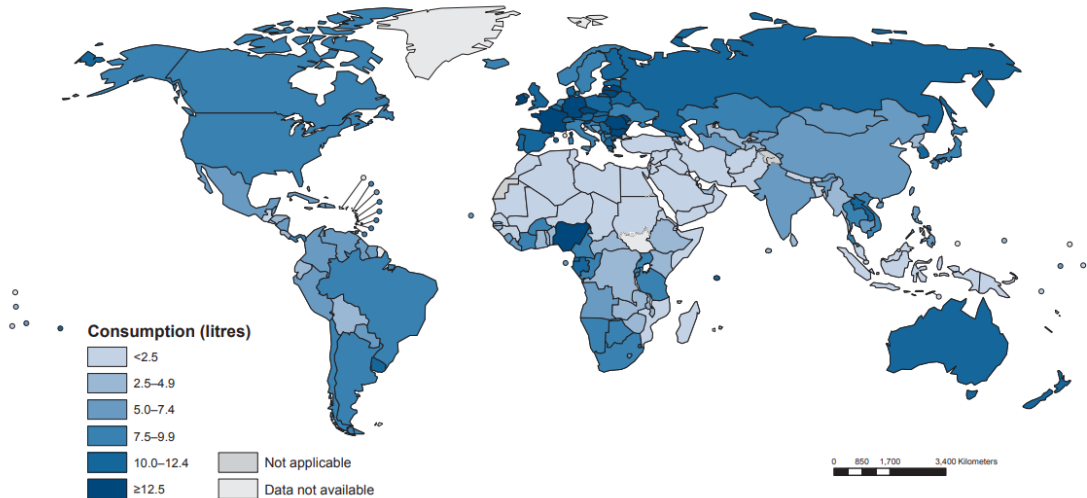 Consumption (litres)
<2.5
2.5–4.9
5.0–7.4
7.5–9.9
10.0–12.4
≥12.5
Not applicable
Data not available
0 850 1,700 3,400 Kilometers